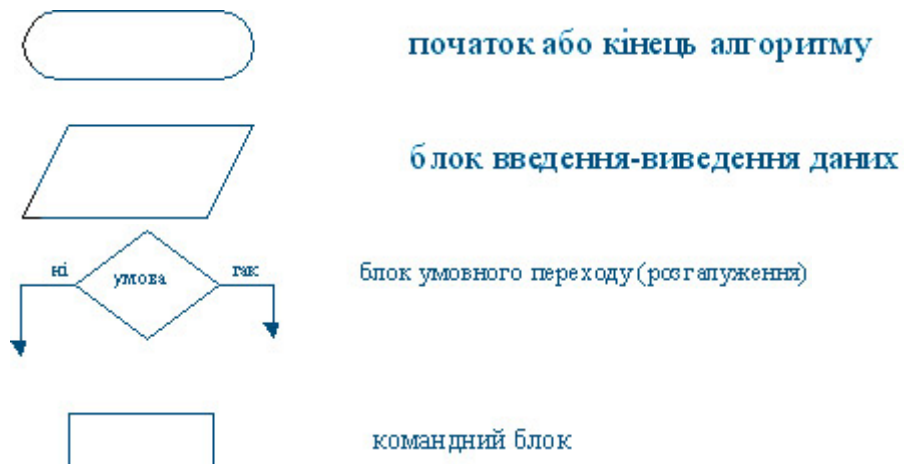 початок або кінець алгоритму
блок введення-виведення даних
ні
умова
так
блок умовного переходу (розгалуження)
командний блок